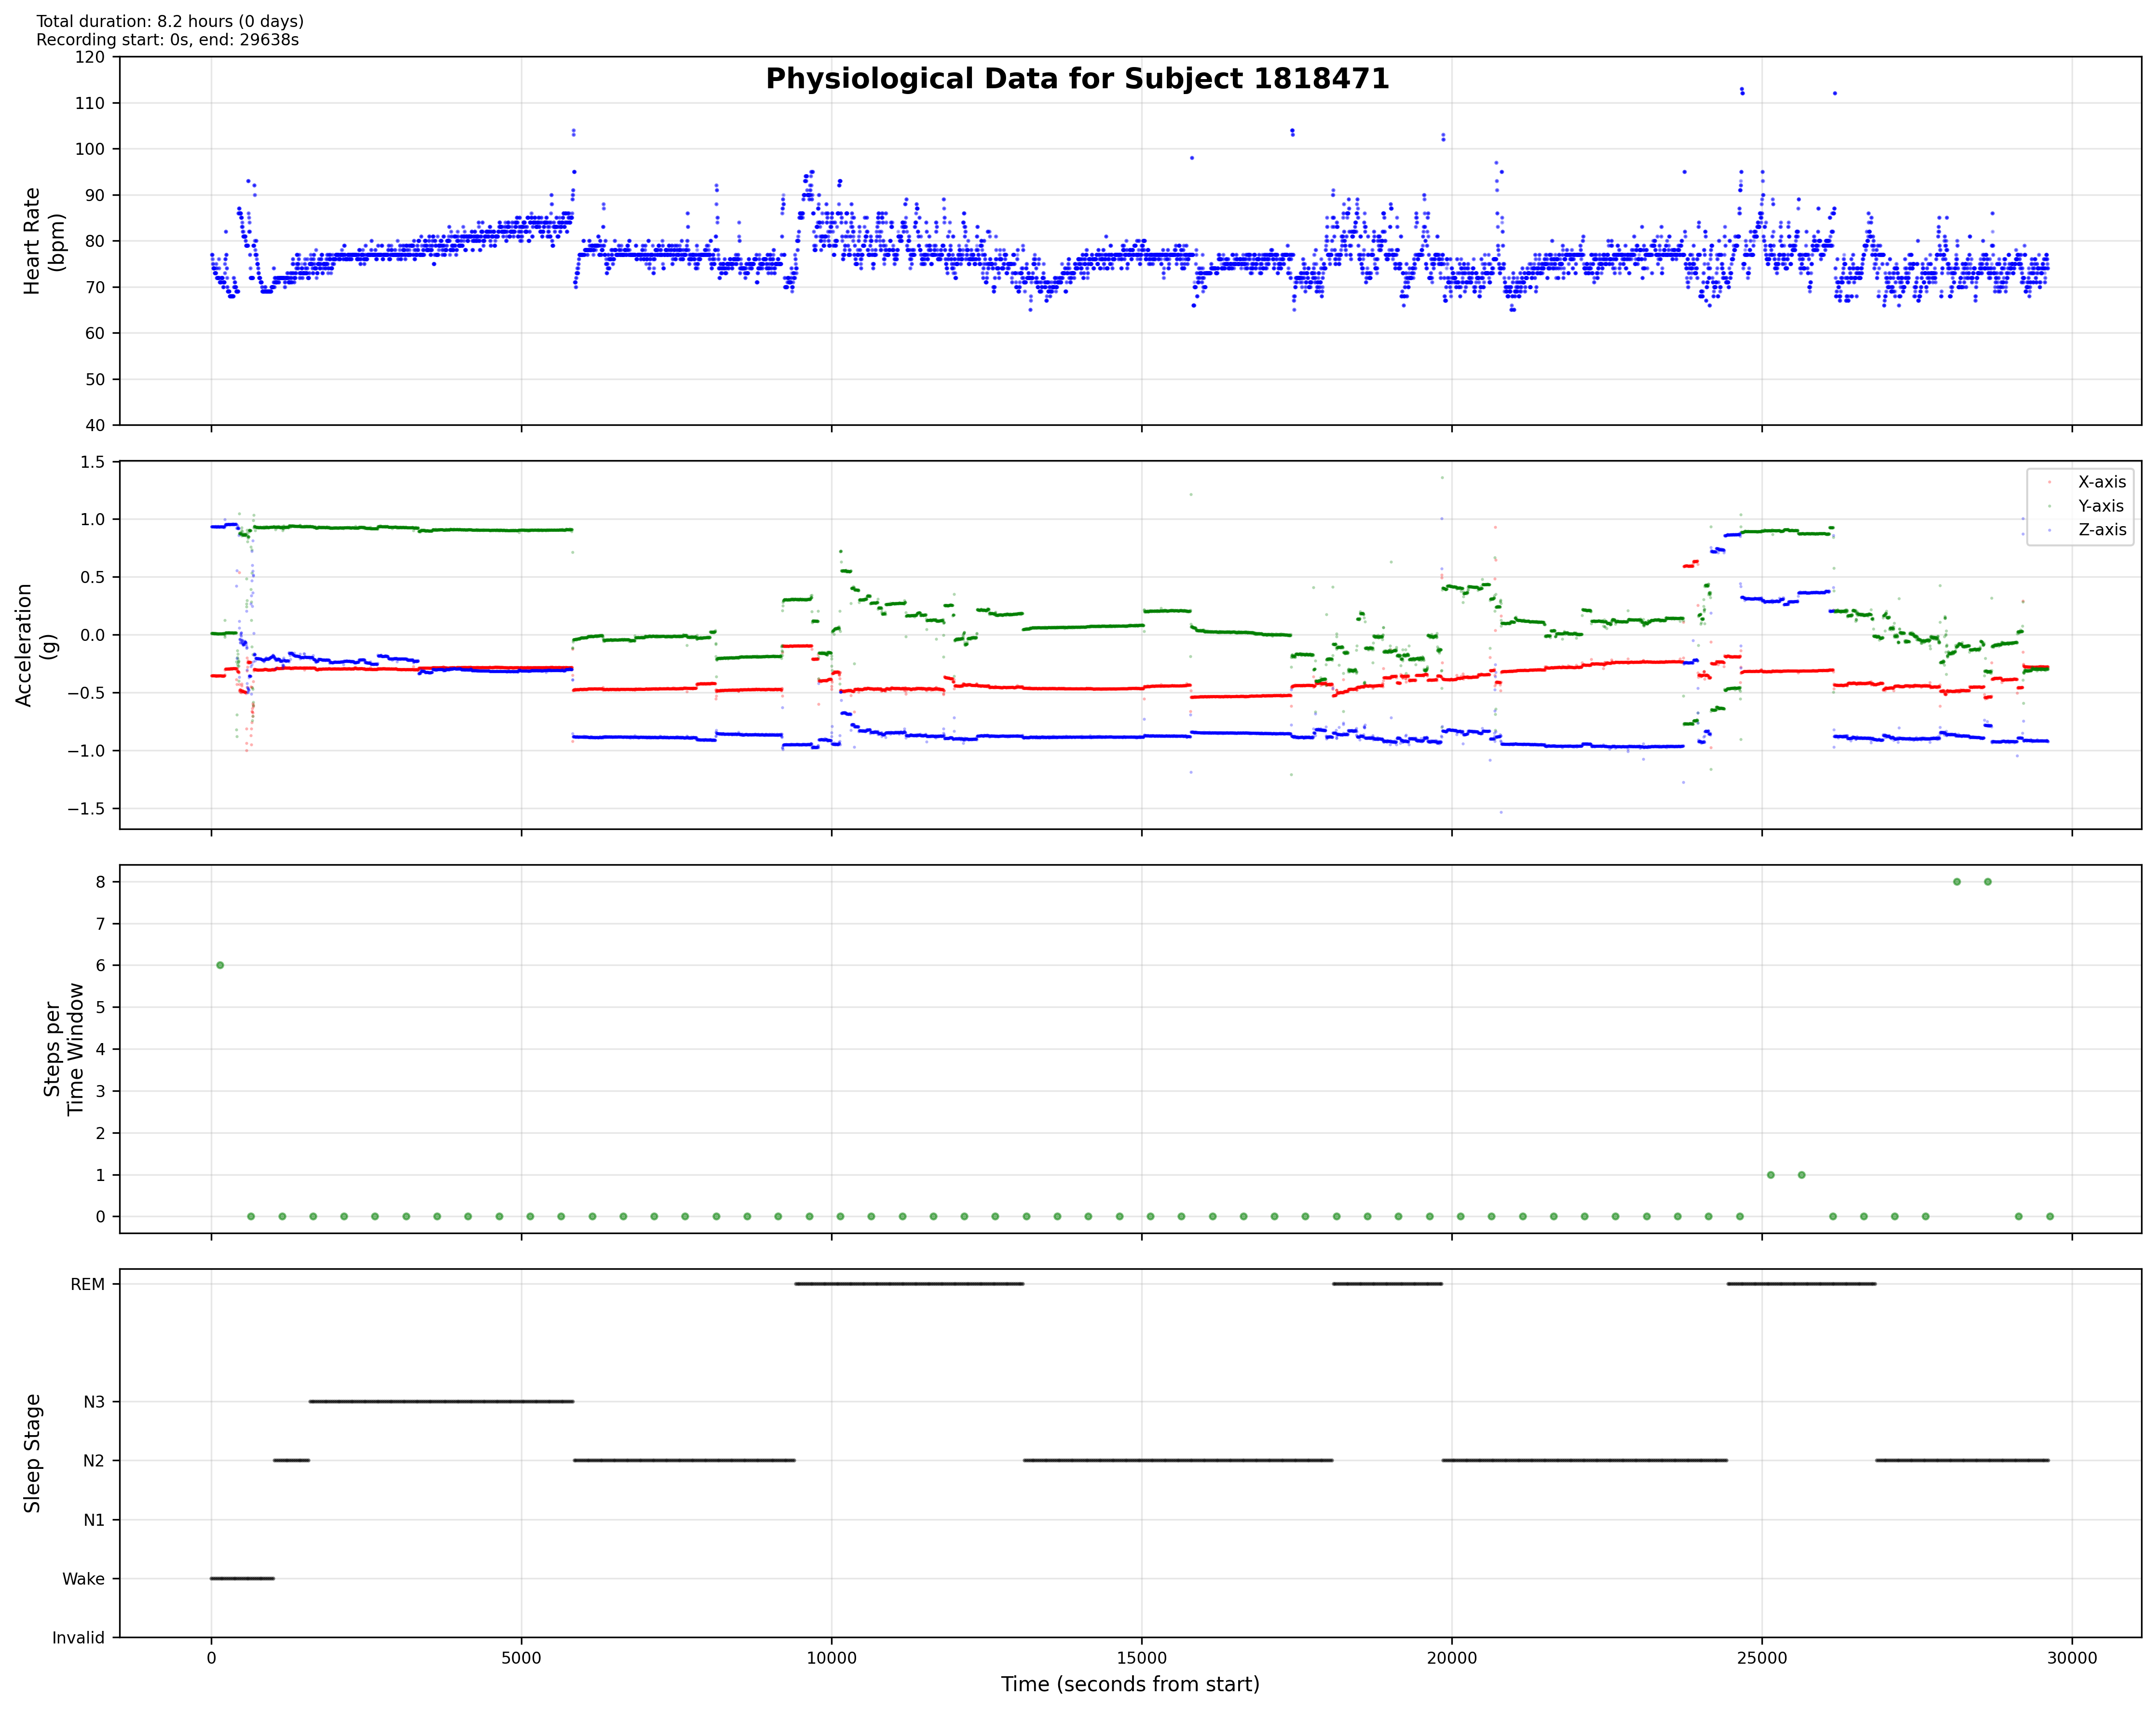 Total duration: 8.2 hours (0 days)
Recording start: 0s, end: 29638s
Physiological Data for Subject 1818471
120
110
100
90
80
70
60
50
40
Heart Rate
(bpm)
1.5
1.0
0.5
0.0
−0.5
−1.0
−1.5
Acceleration
(g)
X-axis
Y-axis
Z-axis
8
7
6
5
4
3
2
1
0
Steps per
Time Window
REM
N3
N2
N1
Wake
Invalid
Sleep Stage
0
5000
10000
15000
20000
25000
30000
Time (seconds from start)